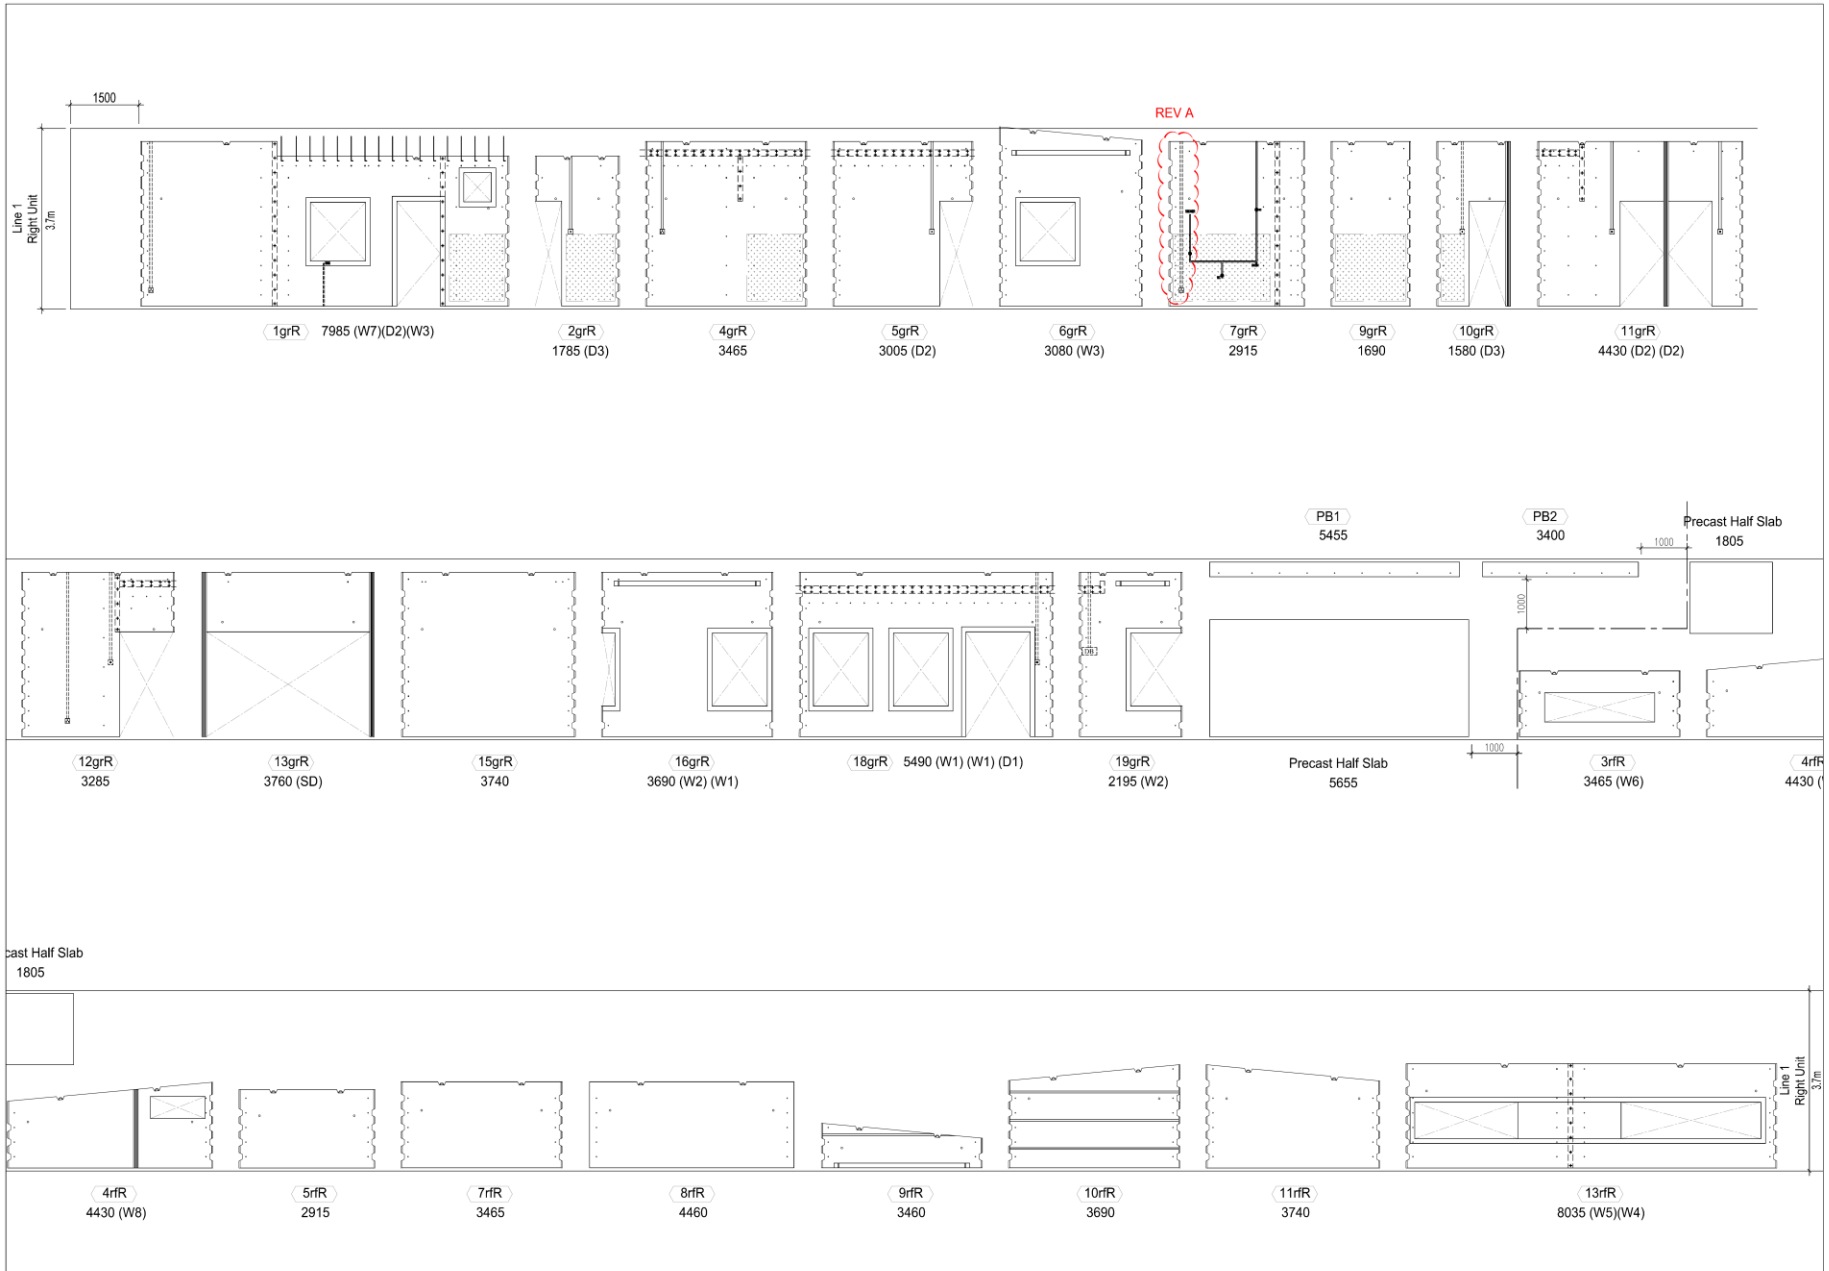 1500
REV A
Line 1
Right Unit
3.7m
1grR 7985 (W7)(D2)(W3)
2grR
1785 (D3)
4grR
3465
5grR
3005 (D2)
6grR
3080 (W3)
7grR
2915
9grR
1690
10grR
1580 (D3)
11grR
4430 (D2) (D2)
PB1
5455
PB2
3400
Precast Half Slab
1805
1000
1000
DB
12grR
3285
13grR
3760 (SD)
15grR
3740
16grR
3690 (W2) (W1)
18grR 5490 (W1) (W1) (D1)
19grR
2195 (W2)
Precast Half Slab
5655
1000
3rfR
3465 (W6)
4rfR
4430 (
cast Half Slab
1805
Line 1
Right Unit
3.7m
4rfR
4430 (W8)
5rfR
2915
7rfR
3465
8rfR
4460
9rfR
3460
10rfR
3690
11rfR
3740
13rfR
8035 (W5)(W4)